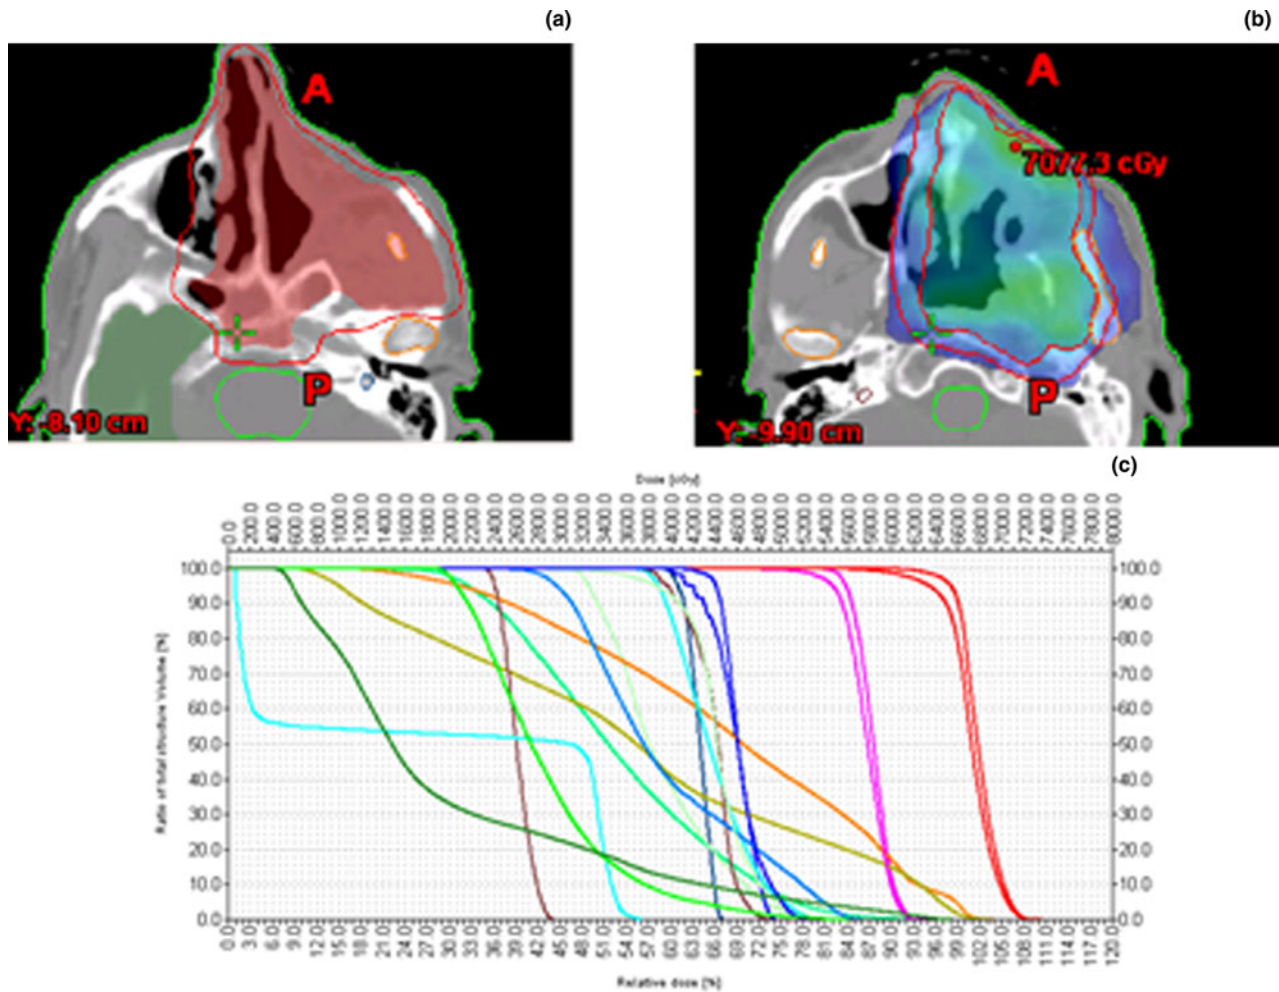 (a)
(b)
A
P
Y: -8.10 cm
A
7077.3 cGy
P
Y: -9.90 cm
(c)
Dose [cGy]
0.0 200.0 400.0 600.0 800.0 1000.0 1200.0 1400.0 1600.0 1800.0 2000.0 2200.0 2400.0 2600.0 2800.0 3000.0 3200.0 3400.0 3600.0 3800.0 4000.0 4200.0 4400.0 4600.0 4800.0 5000.0 5200.0 5400.0 5600.0 5800.0 6000.0 6200.0 6400.0 6600.0 6800.0 7000.0 7200.0 7400.0 7600.0 7800.0 8000.0
Ratio of total structure Volume [%]
100.0 100.0
90.0 90.0
80.0 80.0
70.0 70.0
60.0 60.0
50.0 50.0
40.0 40.0
30.0 30.0
20.0 20.0
10.0 10.0
0.0 0.0
0.0 3.0 6.0 9.0 12.0 15.0 18.0 21.0 24.0 27.0 30.0 33.0 36.0 39.0 42.0 45.0 48.0 51.0 54.0 57.0 60.0 63.0 66.0 69.0 72.0 75.0 78.0 81.0 84.0 87.0 90.0 93.0 96.0 99.0 102.0 105.0 108.0 111.0 114.0 117.0 120.0
Relative dose [%]